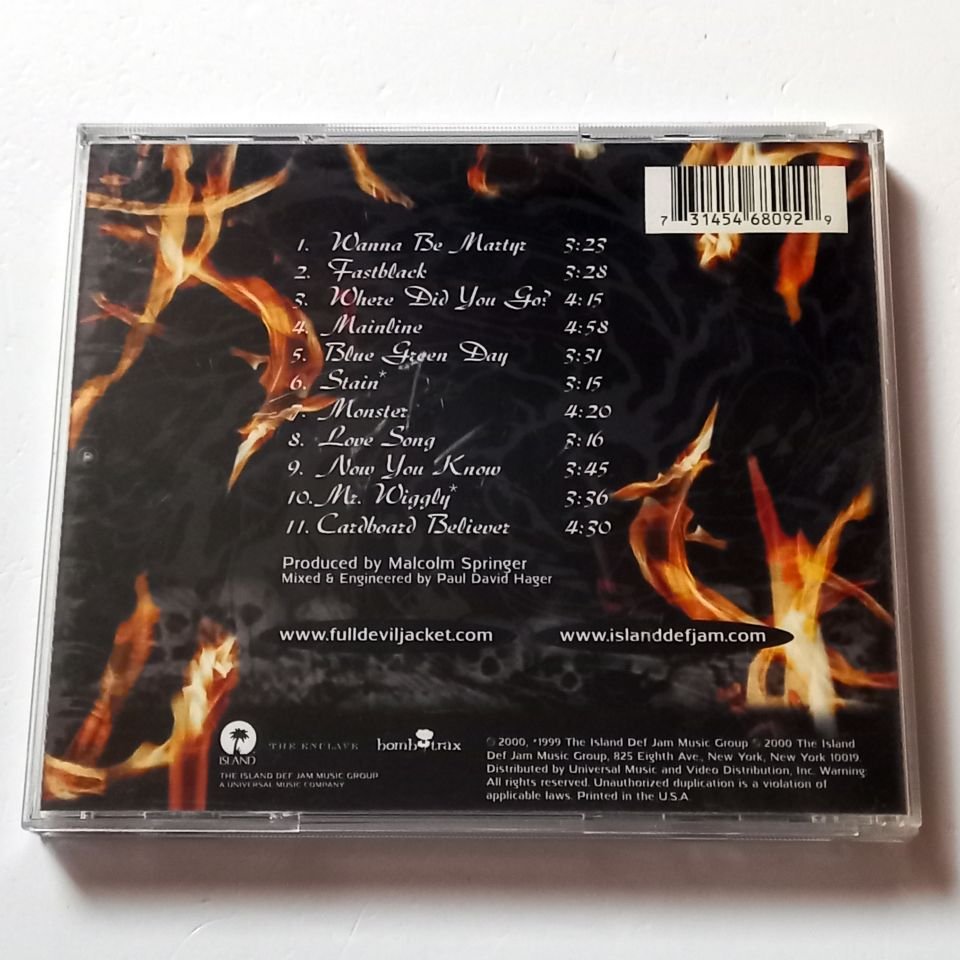 7 31454 68092 9
1. Wanna Be Martyr 3:23
2. Fastblack 3:28
3. Where Did You Go? 4:15
4. Mainline 4:58
5. Blue Green Day 3:31
6. Stain* 3:15
7. Monster 4:20
8. Love Song 3:16
9. Now You Know 3:45
10. Mr. Wiggly* 3:36
11. Cardboard Believer 4:30
Produced by Malcolm Springer
Mixed & Engineered by Paul David Hager
www.fulldeviljacket.com www.islanddefjam.com
ISLAND THE ENCLAVE bomb trax
THE ISLAND DEF JAM MUSIC GROUP
A UNIVERSAL MUSIC COMPANY
℗ 2000, *1999 The Island Def Jam Music Group © 2000 The Island
Def Jam Music Group, 825 Eighth Ave., New York, New York 10019.
Distributed by Universal Music and Video Distribution, Inc. Warning:
All rights reserved. Unauthorized duplication is a violation of
applicable laws. Printed in the U.S.A.